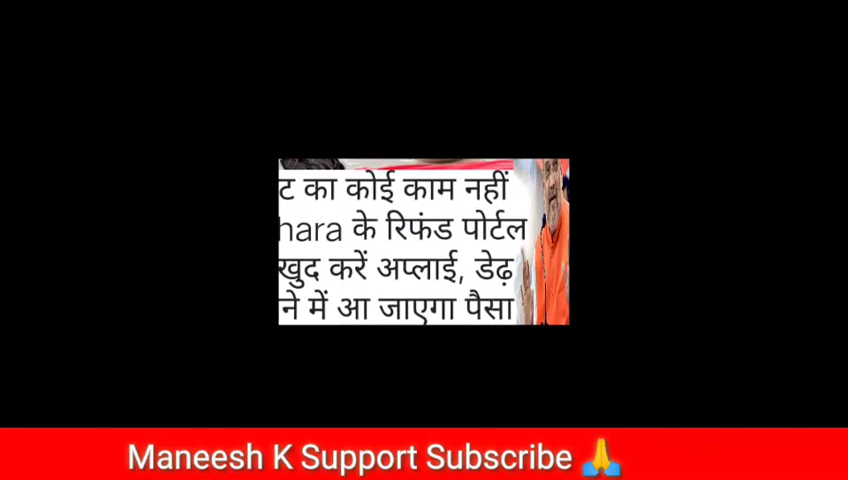 ट का कोई काम नहीं
hara के रिफंड पोर्टल
खुद करें अप्लाई, डेढ़
ने में आ जाएगा पैसा
Maneesh K Support Subscribe 🙏